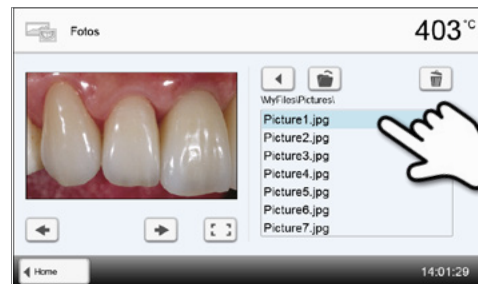 Fotos
403°C
\MyFiles\Pictures\
Picture1.jpg
Picture2.jpg
Picture3.jpg
Picture4.jpg
Picture5.jpg
Picture6.jpg
Picture7.jpg
Home
14:01:29